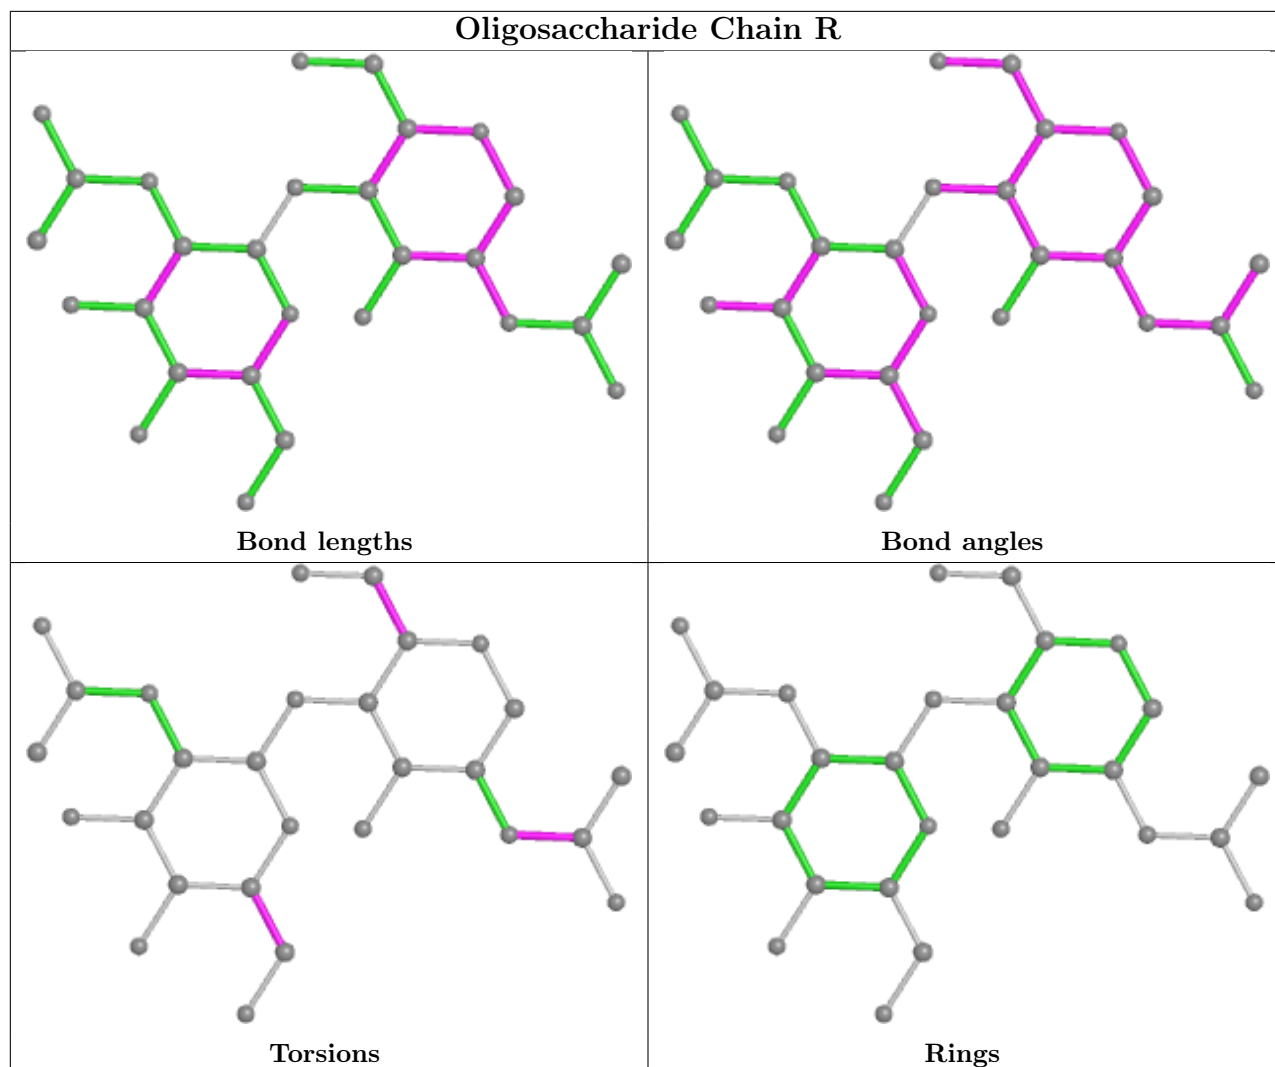 Oligosaccharide Chain R
Bond lengths
Bond angles
Torsions
Rings